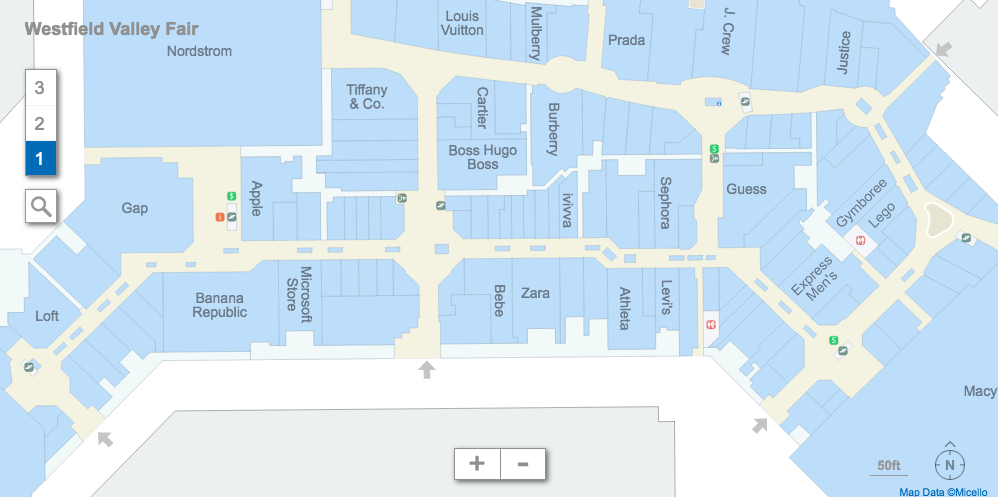 Westfield Valley Fair
Nordstrom
Louis
Vuitton
Mulberry
Prada
J. Crew
Justice
3
2
1
Tiffany
& Co.
Cartier
Burberry
Boss Hugo
Boss
Gap
Apple
ivivva
Sephora
Guess
Gymboree
Lego
Express
Men's
Loft
Banana
Republic
Microsoft
Store
Bebe
Zara
Athleta
Levi's
Macy
+
-
50ft
N
Map Data ©Micello